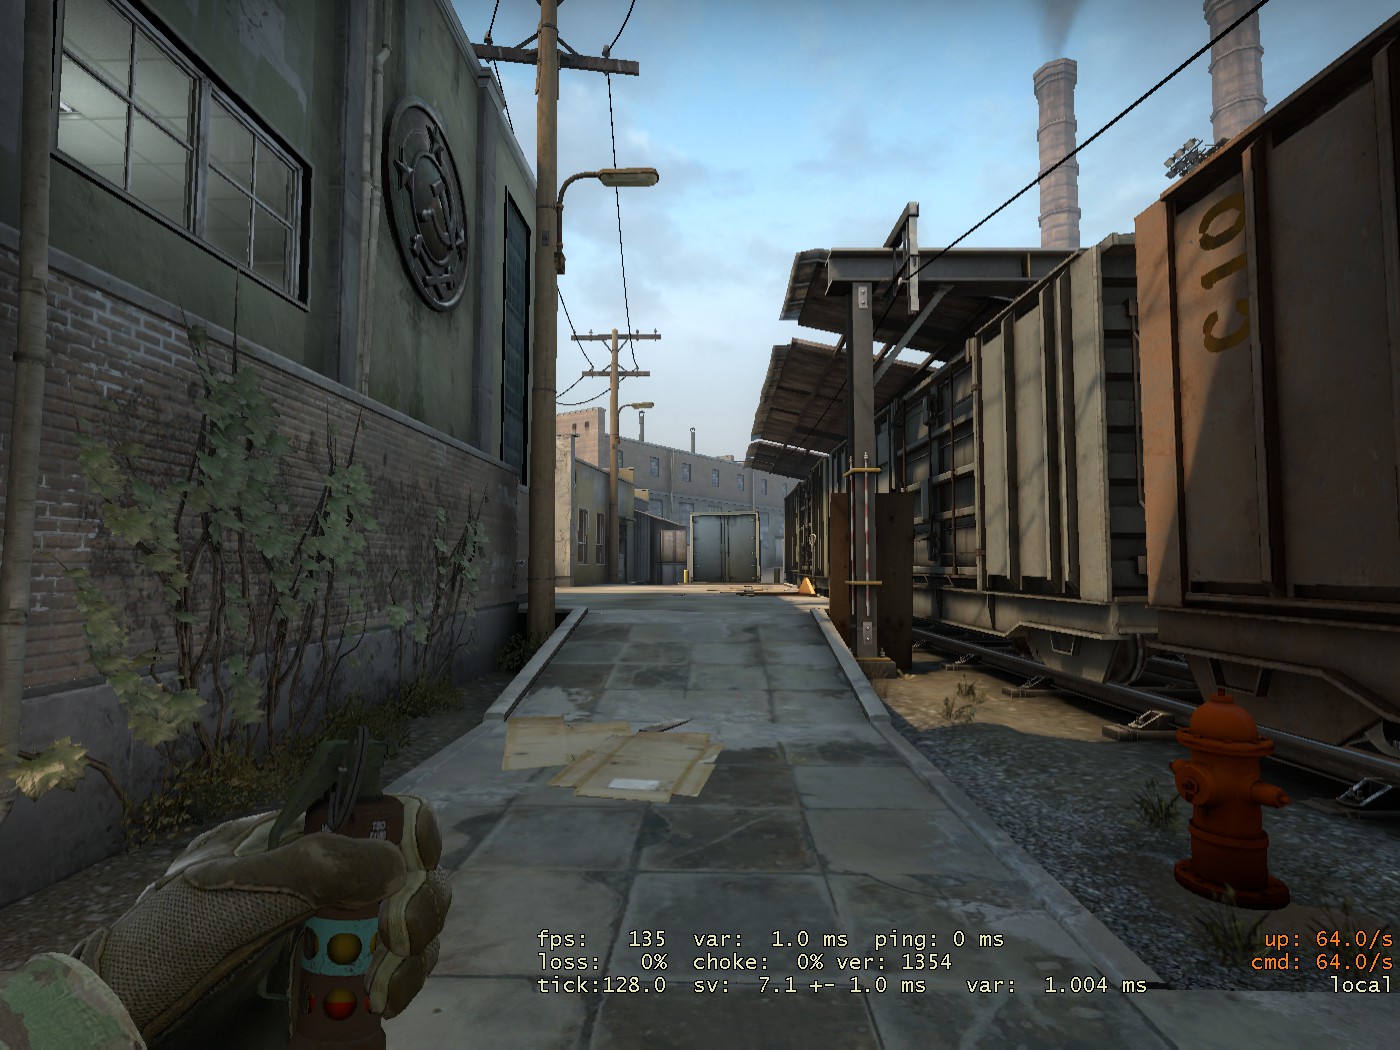 C10
fps: 135 var: 1.0 ms ping: 0 ms
loss: 0% choke: 0% ver: 1354
tick:128.0 sv: 7.1 +- 1.0 ms var: 1.004 ms
up: 64.0/s
cmd: 64.0/s
local